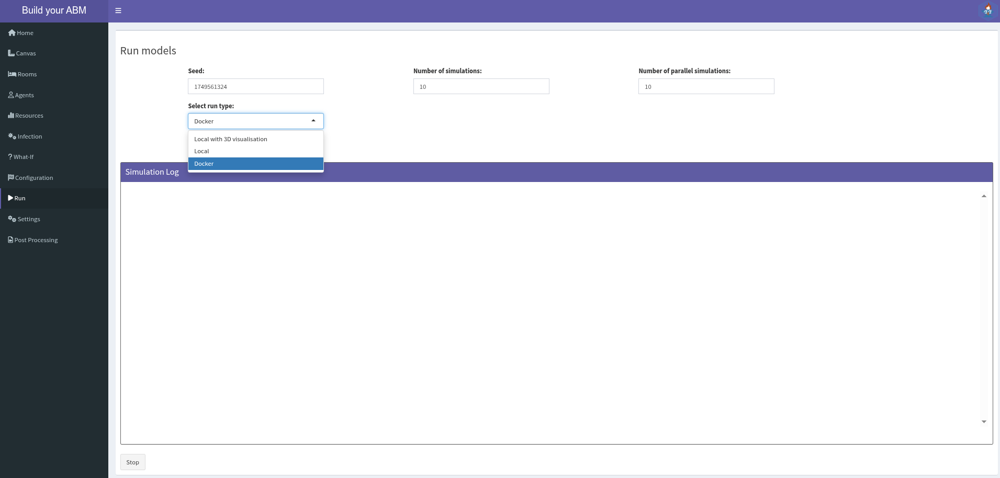 Build your ABM
Home
Canvas
Rooms
Agents
Resources
Infection
What-If
Configuration
Run
Settings
Post Processing
Run models
Seed:
1749561324
Number of simulations:
10
Number of parallel simulations:
10
Select run type:
Docker
Local with 3D visualisation
Local
Docker
Simulation Log
Stop